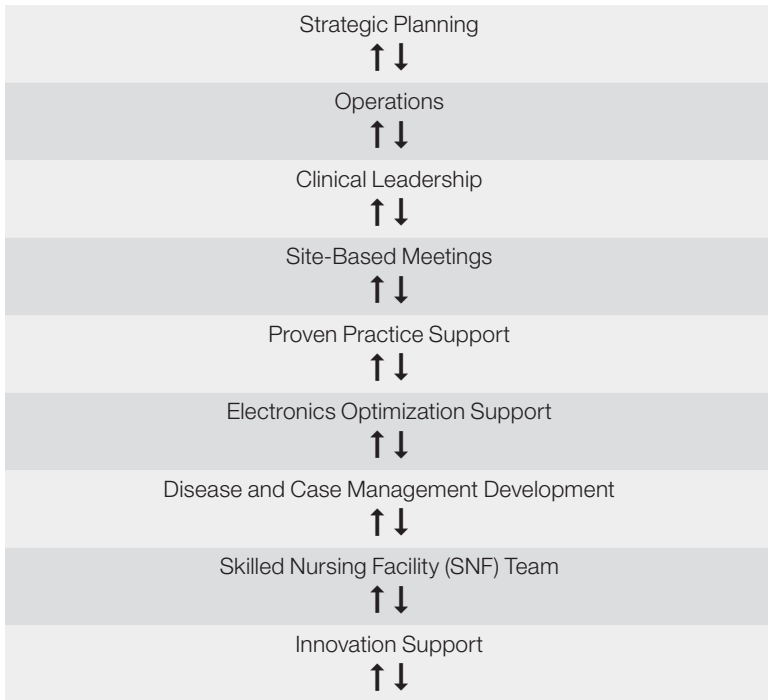 Strategic Planning
Operations
Clinical Leadership
Site-Based Meetings
Proven Practice Support
Electronics Optimization Support
Disease and Case Management Development
Skilled Nursing Facility (SNF) Team
Innovation Support